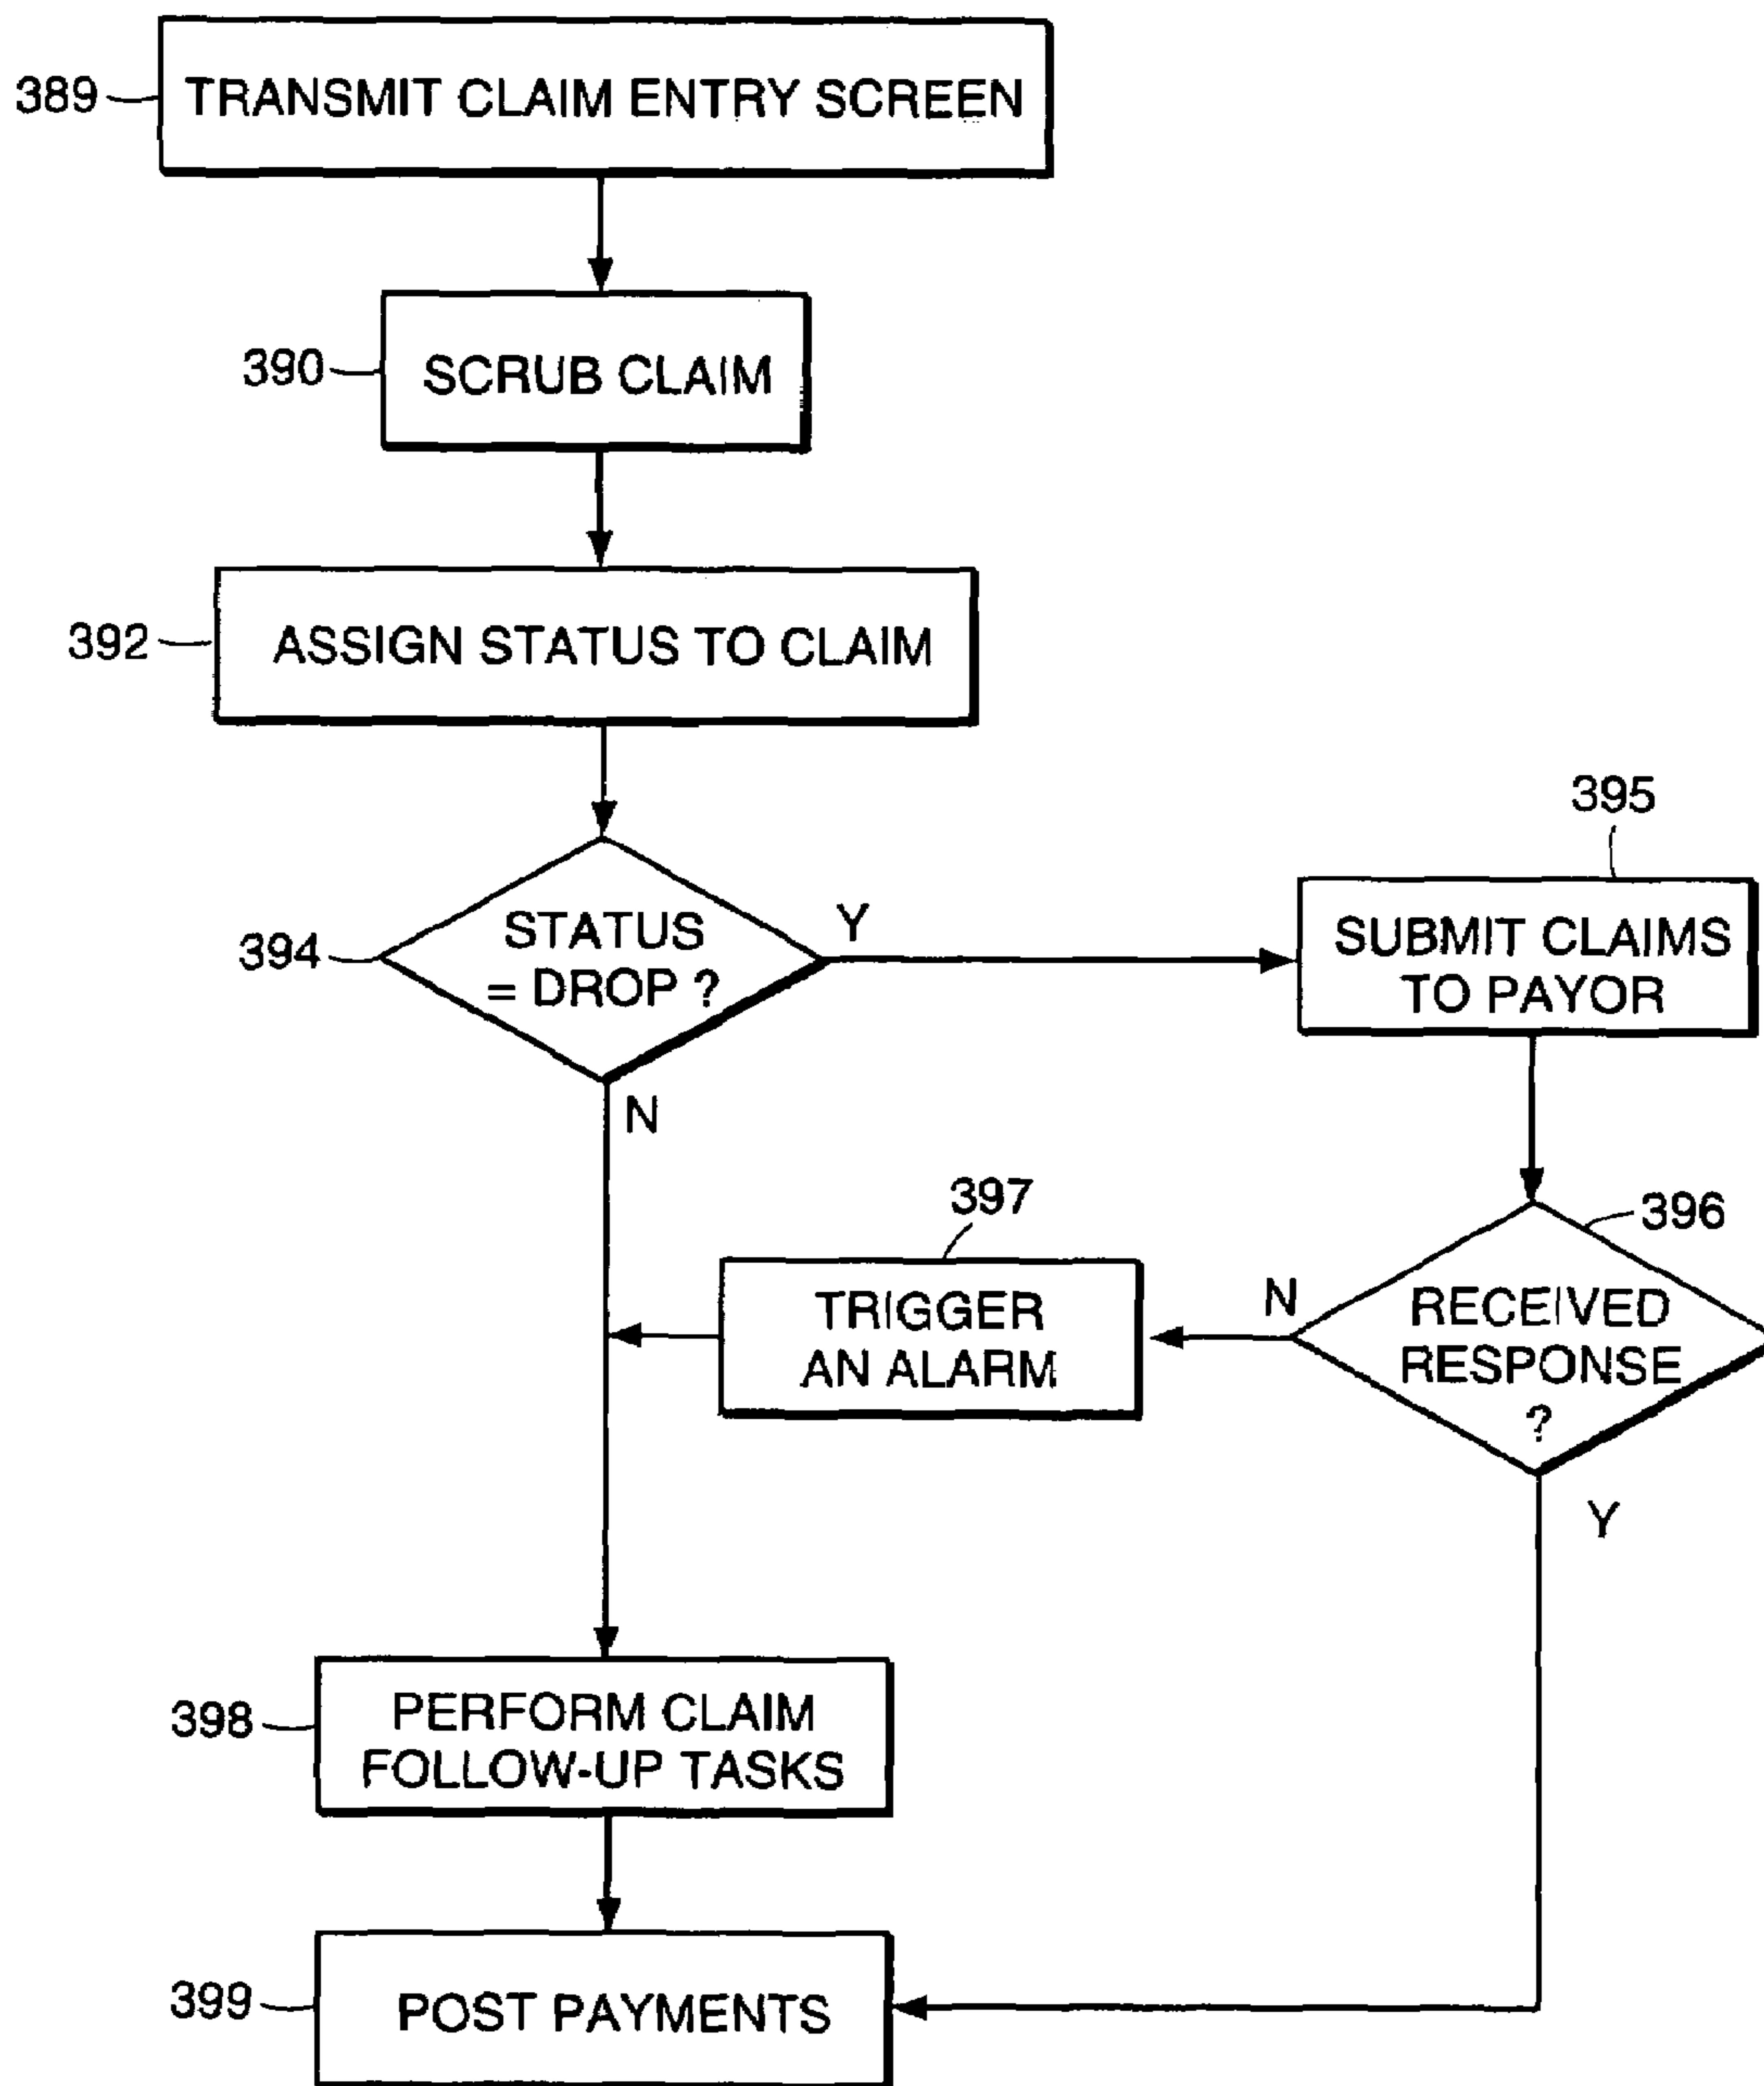 389
TRANSMIT CLAIM ENTRY SCREEN
390
SCRUB CLAIM
392
ASSIGN STATUS TO CLAIM
394
STATUS
= DROP ?
Y
N
395
SUBMIT CLAIMS
TO PAYOR
396
RECEIVED
RESPONSE
?
N
Y
397
TRIGGER
AN ALARM
398
PERFORM CLAIM
FOLLOW-UP TASKS
399
POST PAYMENTS